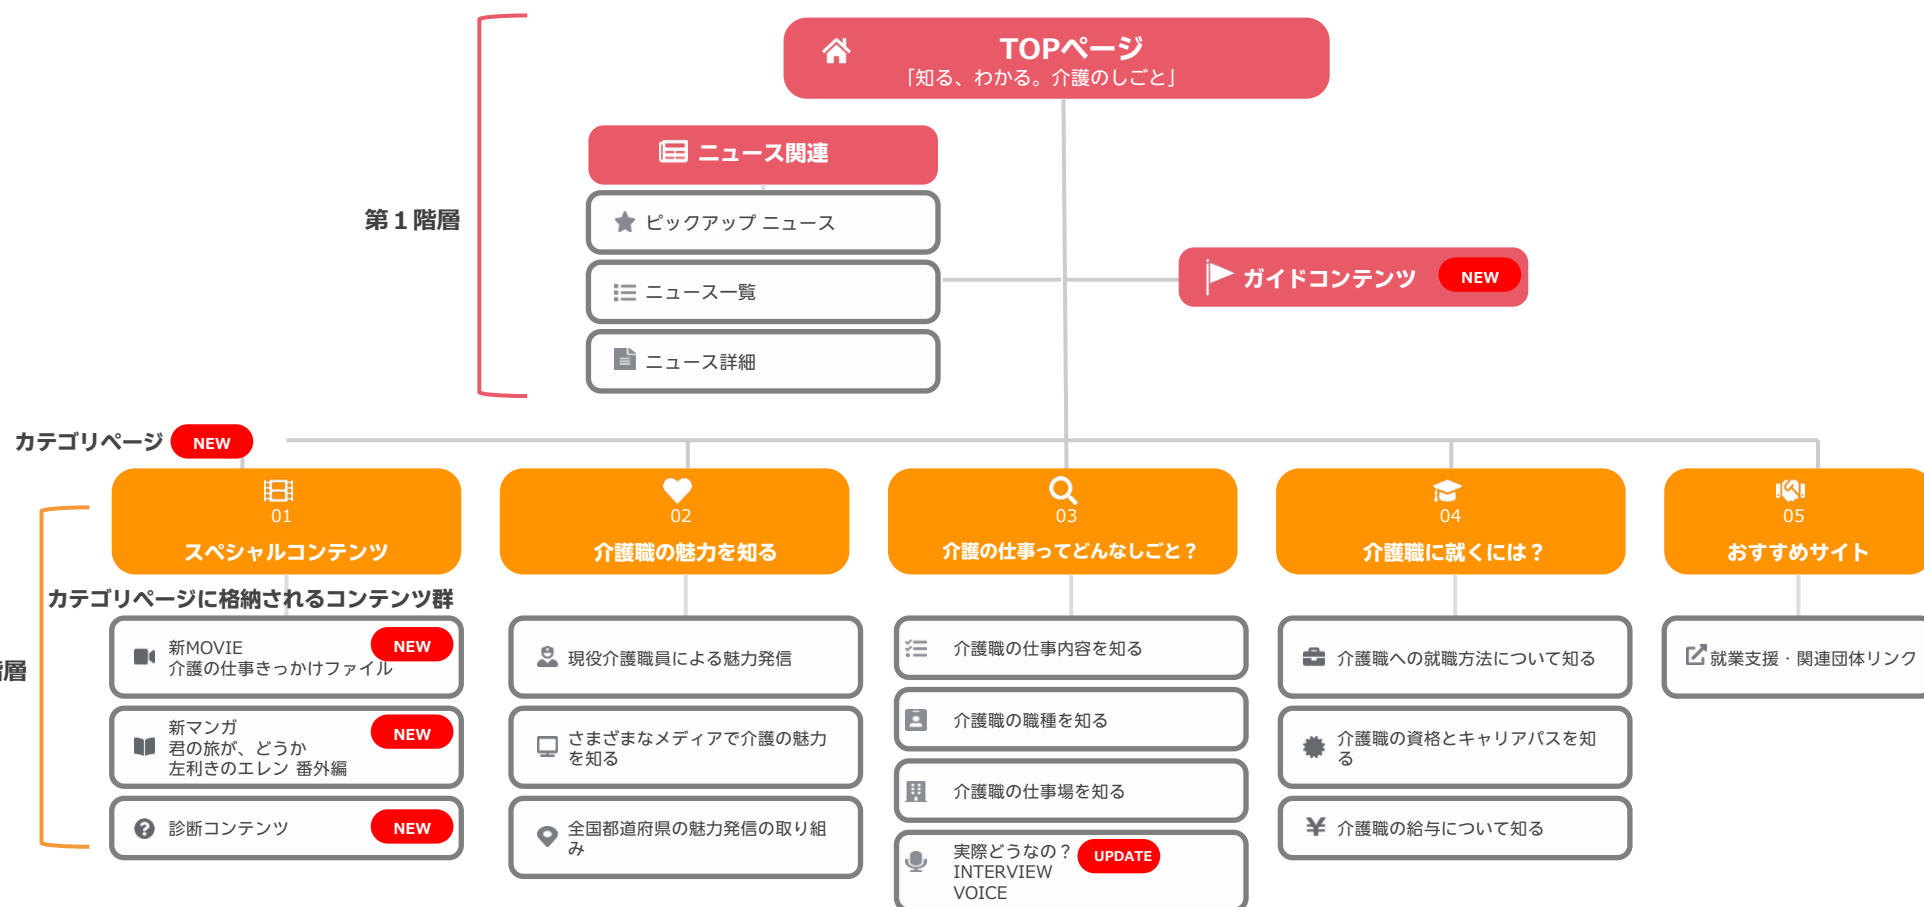 TOPページ
「知る、わかる。介護のしごと」
ニュース関連
第１階層
ピックアップ ニュース
ニュース一覧
ニュース詳細
ガイドコンテンツ
NEW
カテゴリページ
NEW
01
スペシャルコンテンツ
02
介護職の魅力を知る
03
介護の仕事ってどんなしごと？
04
介護職に就くには？
05
おすすめサイト
カテゴリページに格納されるコンテンツ群
階層
新MOVIE
介護の仕事きっかけファイル
NEW
新マンガ
君の旅が、どうか
左利きのエレン 番外編
NEW
診断コンテンツ
NEW
現役介護職員による魅力発信
さまざまなメディアで介護の魅力
を知る
全国都道府県の魅力発信の取り組
み
介護職の仕事内容を知る
介護職の職種を知る
介護職の仕事場を知る
実際どうなの？
INTERVIEW
VOICE
UPDATE
介護職への就職方法について知る
介護職の資格とキャリアパスを知
る
介護職の給与について知る
就業支援・関連団体リンク